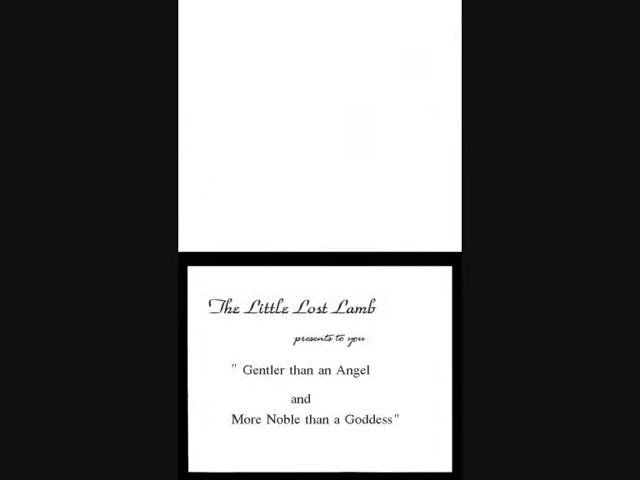 The Little Lost Lamb
presents to you
" Gentler than an Angel
and
More Noble than a Goddess"